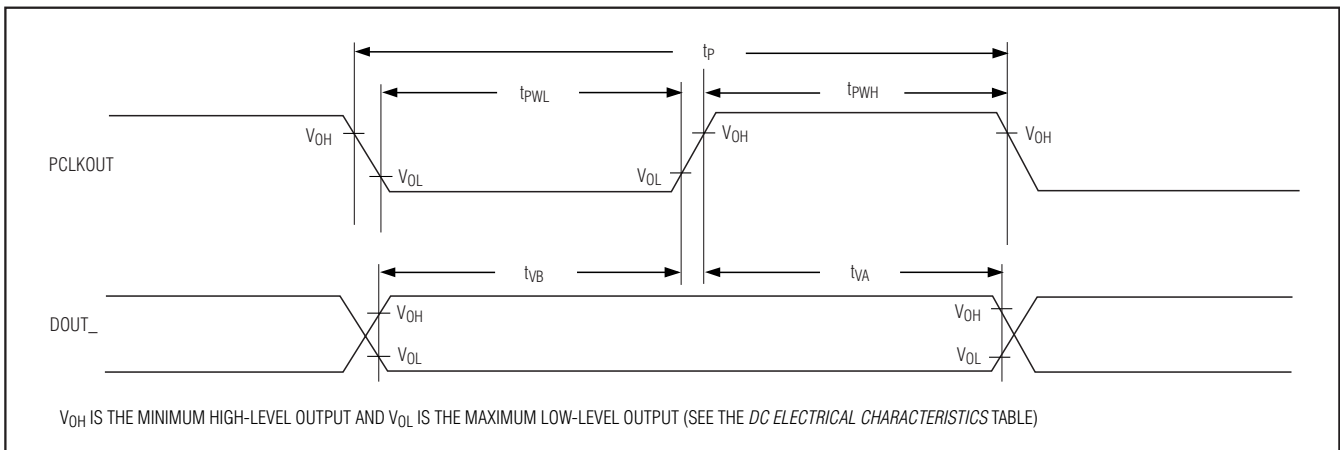 tP
tPWL
tPWH
VOH
VOH
VOH
PCLKOUT
VOL
VOL
tVB
tVA
VOH
VOH
DOUT_
VOL
VOL
VOH IS THE MINIMUM HIGH-LEVEL OUTPUT AND VOL IS THE MAXIMUM LOW-LEVEL OUTPUT (SEE THE DC ELECTRICAL CHARACTERISTICS TABLE)